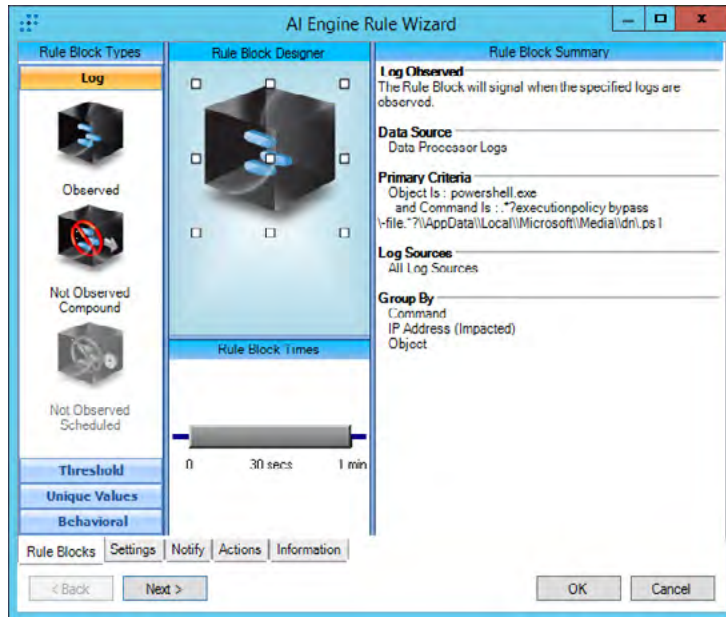 AI Engine Rule Wizard
Rule Block Types
Log
Observed
Not Observed
Compound
Not Observed
Scheduled
Threshold
Unique Values
Behavioral
Rule Block Designer
Rule Block Times
0 30 secs 1 min
Rule Block Summary
Log Observed
The Rule Block will signal when the specified logs are
observed.
Data Source
Data Processor Logs
Primary Criteria
Object Is : powershell.exe
and Command Is : .*?executionpolicy bypass
\-file.*?\\AppData\\Local\\Microsoft\\Media\\dn\.ps1
Log Sources
All Log Sources
Group By
Command
IP Address (Impacted)
Object
Rule Blocks Settings Notify Actions Information
< Back Next > OK Cancel